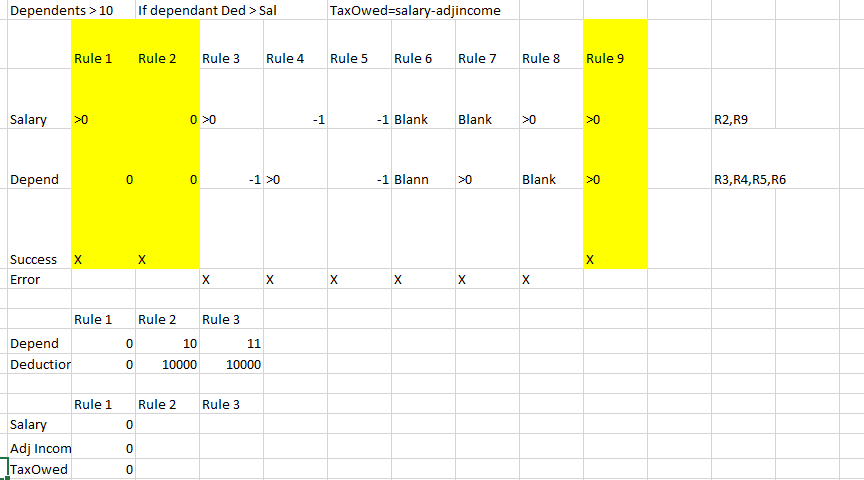 Dependents > 10 If dependant Ded > Sal TaxOwed=salary-adjincome
Rule 1 Rule 2 Rule 3 Rule 4 Rule 5 Rule 6 Rule 7 Rule 8 Rule 9
Salary >0 0 >0 -1 -1 Blank Blank >0 >0 R2,R9
Depend 0 0 -1 >0 -1 Blann >0 Blank >0 R3,R4,R5,R6
Success X X X
Error X X X X X X
Rule 1 Rule 2 Rule 3
Depend 0 10 11
Deduction 0 10000 10000
Rule 1 Rule 2 Rule 3
Salary 0
Adj Incom 0
TaxOwed 0